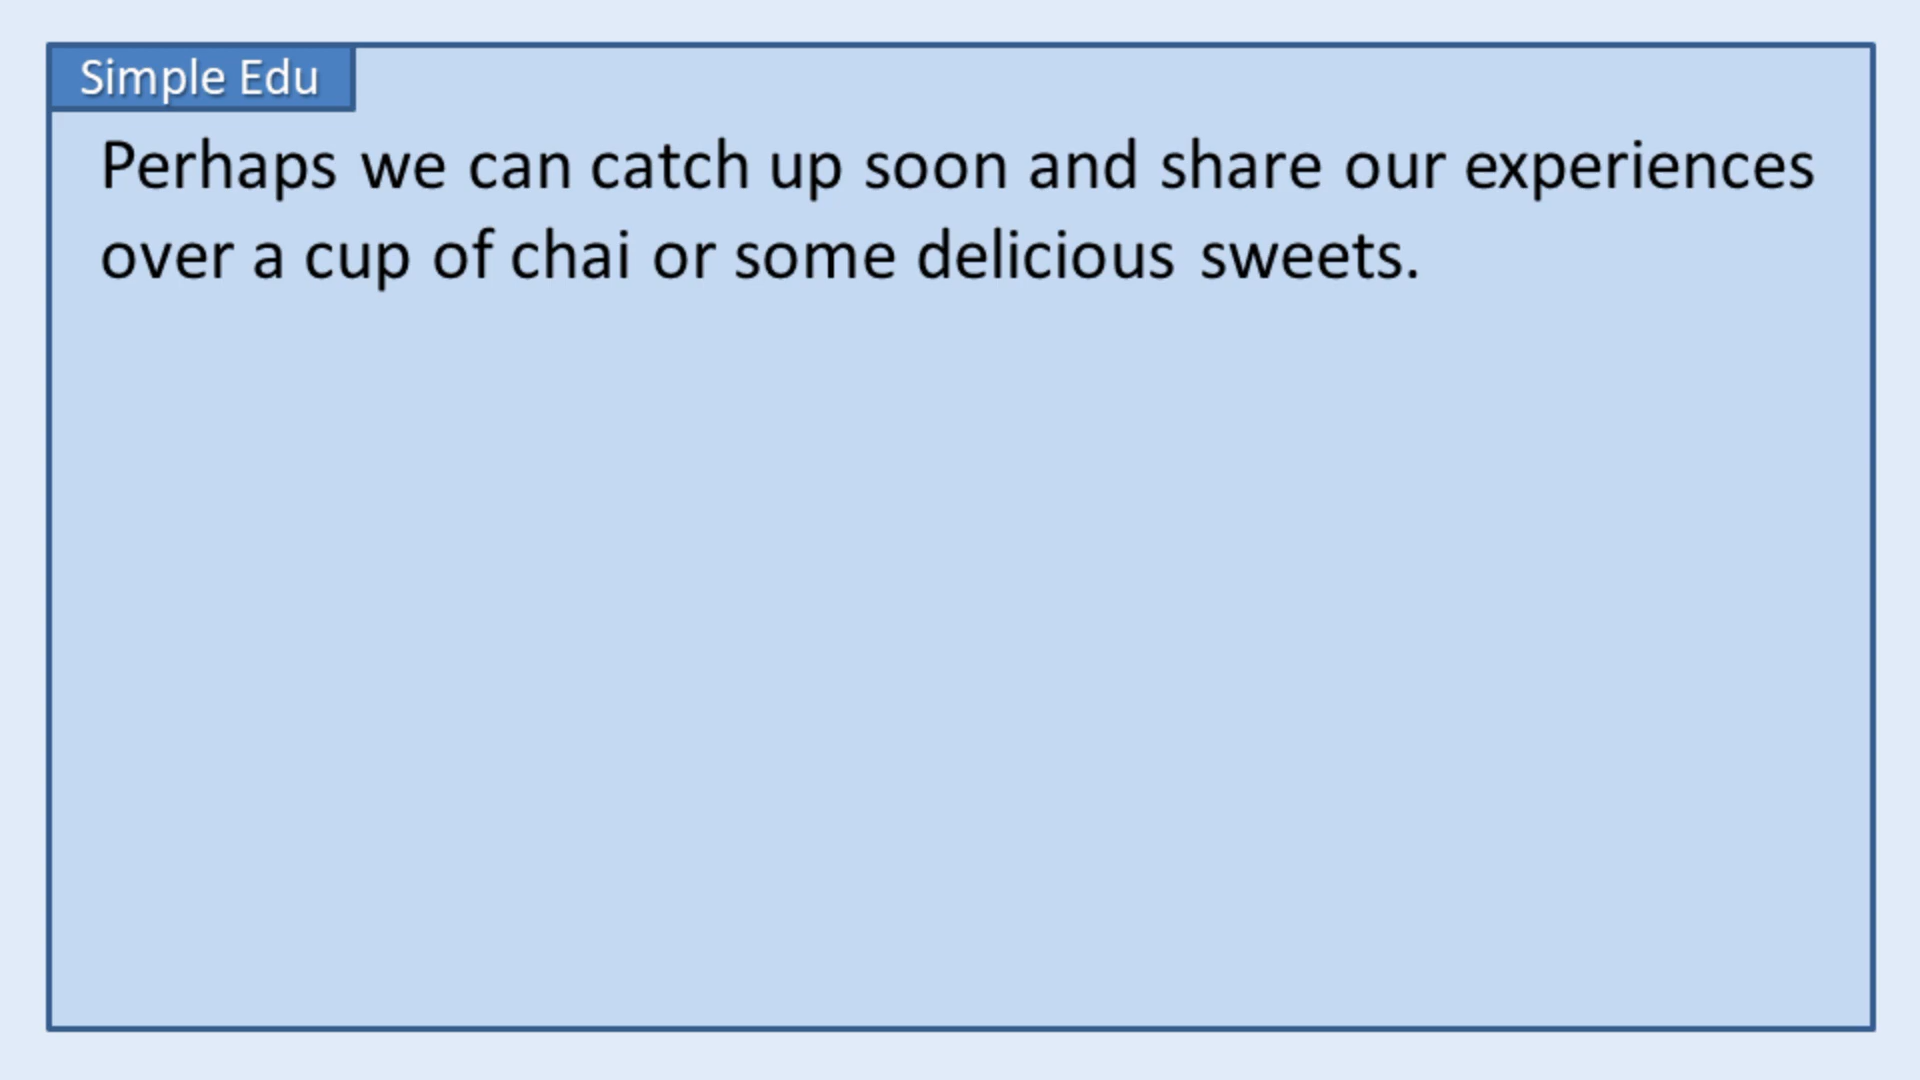 Simple Edu
Perhaps we can catch up soon and share our experiences
over a cup of chai or some delicious sweets.